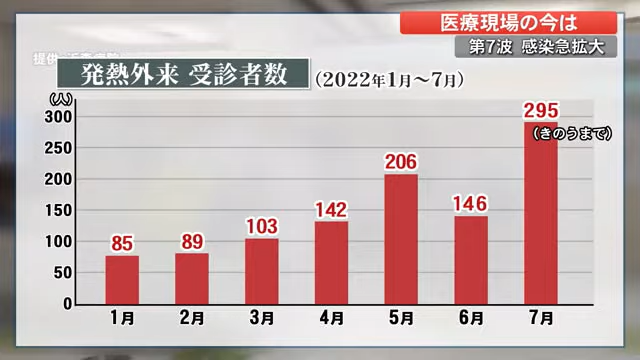 医療現場の今は
第7波 感染急拡大
発熱外来 受診者数 (2022年1月〜7月)
(人)
300
250
200
150
100
50
0
85
89
103
142
206
146
295
(きのうまで)
1月
2月
3月
4月
5月
6月
7月